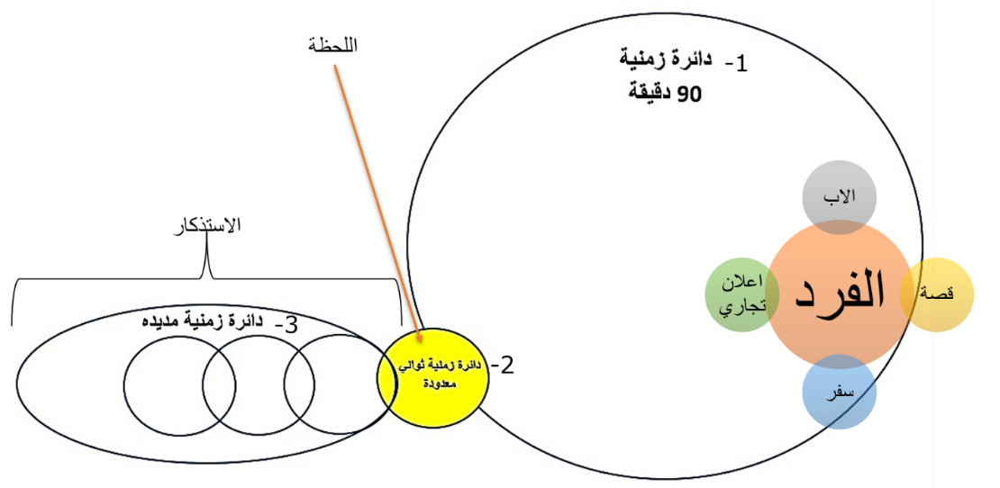 اللحظة
1- دائرة زمنية
90 دقيقة
الاب
الاستذكار
اعلان
تجاري
الفرد
قصة
3- دائرة زمنية مديده
2- دائرة زمنية ثواني
معدودة
سفر